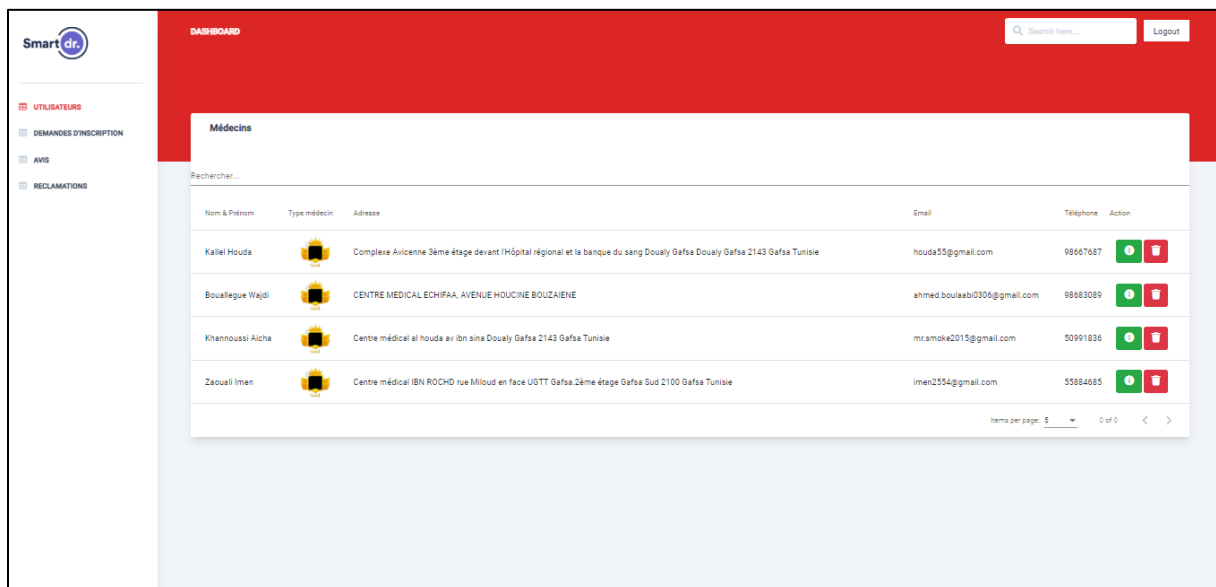 Smart dr.
DASHBOARD
Search here...
Logout
UTILISATEURS
DEMANDES D'INSCRIPTION
AVIS
RECLAMATIONS
Médecins
Rechercher...
Nom & Prénom Type médecin Adresse Email Téléphone Action
Kallel Houda Gold Complexe Avicenne 3ème étage devant l'Hôpital régional et la banque du sang Doualy Gafsa Doualy Gafsa 2143 Gafsa Tunisie houda55@gmail.com 98667687
Bouallegue Wajdi Gold CENTRE MEDICAL ECHIFAA, AVENUE HOUCINE BOUZAIENE ahmed.boulaabi0306@gmail.com 98683089
Khannoussi Aicha Gold Centre médical al houda av ibn sina Doualy Gafsa 2143 Gafsa Tunisie mr.smoke2015@gmail.com 50991836
Zaouali Imen Gold Centre médical IBN ROCHD rue Miloud en face UGTT Gafsa.2ème étage Gafsa Sud 2100 Gafsa Tunisie imen2554@gmail.com 55884685
Items per page: 5 0 of 0